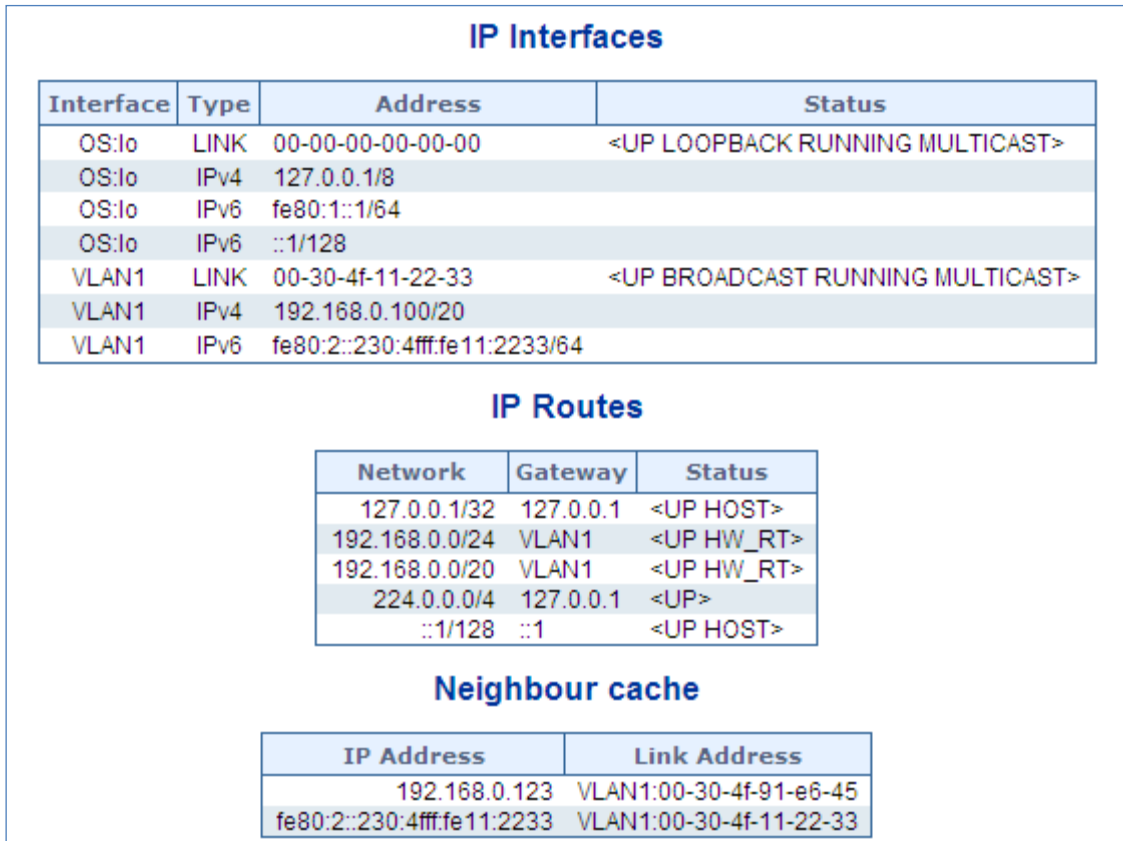 IP Interfaces
Interface Type Address Status
OS:lo LINK 00-00-00-00-00-00 <UP LOOPBACK RUNNING MULTICAST>
OS:lo IPv4 127.0.0.1/8
OS:lo IPv6 fe80:1::1/64
OS:lo IPv6 ::1/128
VLAN1 LINK 00-30-4f-11-22-33 <UP BROADCAST RUNNING MULTICAST>
VLAN1 IPv4 192.168.0.100/20
VLAN1 IPv6 fe80:2::230:4fff:fe11:2233/64
IP Routes
Network Gateway Status
127.0.0.1/32 127.0.0.1 <UP HOST>
192.168.0.0/24 VLAN1 <UP HW_RT>
192.168.0.0/20 VLAN1 <UP HW_RT>
224.0.0.0/4 127.0.0.1 <UP>
::1/128 ::1 <UP HOST>
Neighbour cache
IP Address Link Address
192.168.0.123 VLAN1:00-30-4f-91-e6-45
fe80:2::230:4fff:fe11:2233 VLAN1:00-30-4f-11-22-33